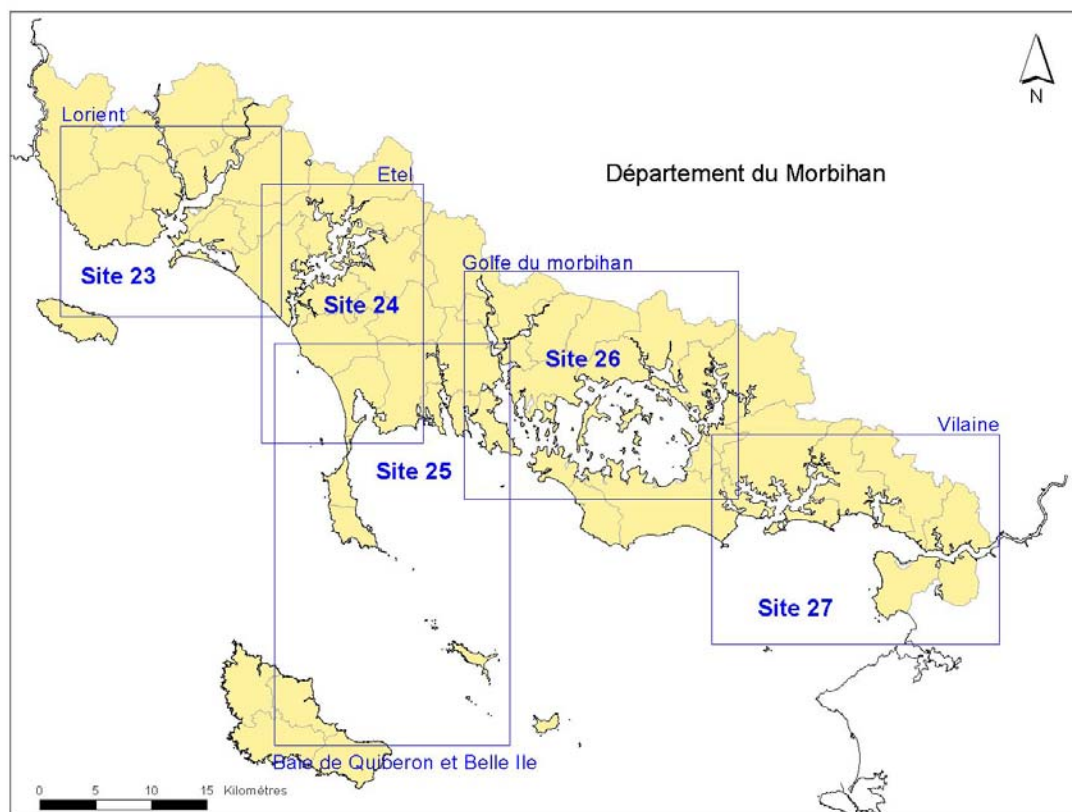 N
Lorient
Etel
Département du Morbihan
Site 23
Site 24
Golfe du morbihan
Site 26
Vilaine
Site 25
Site 27
Baie de Quiberon et Belle Ile
0 5 10 15 Kilométres